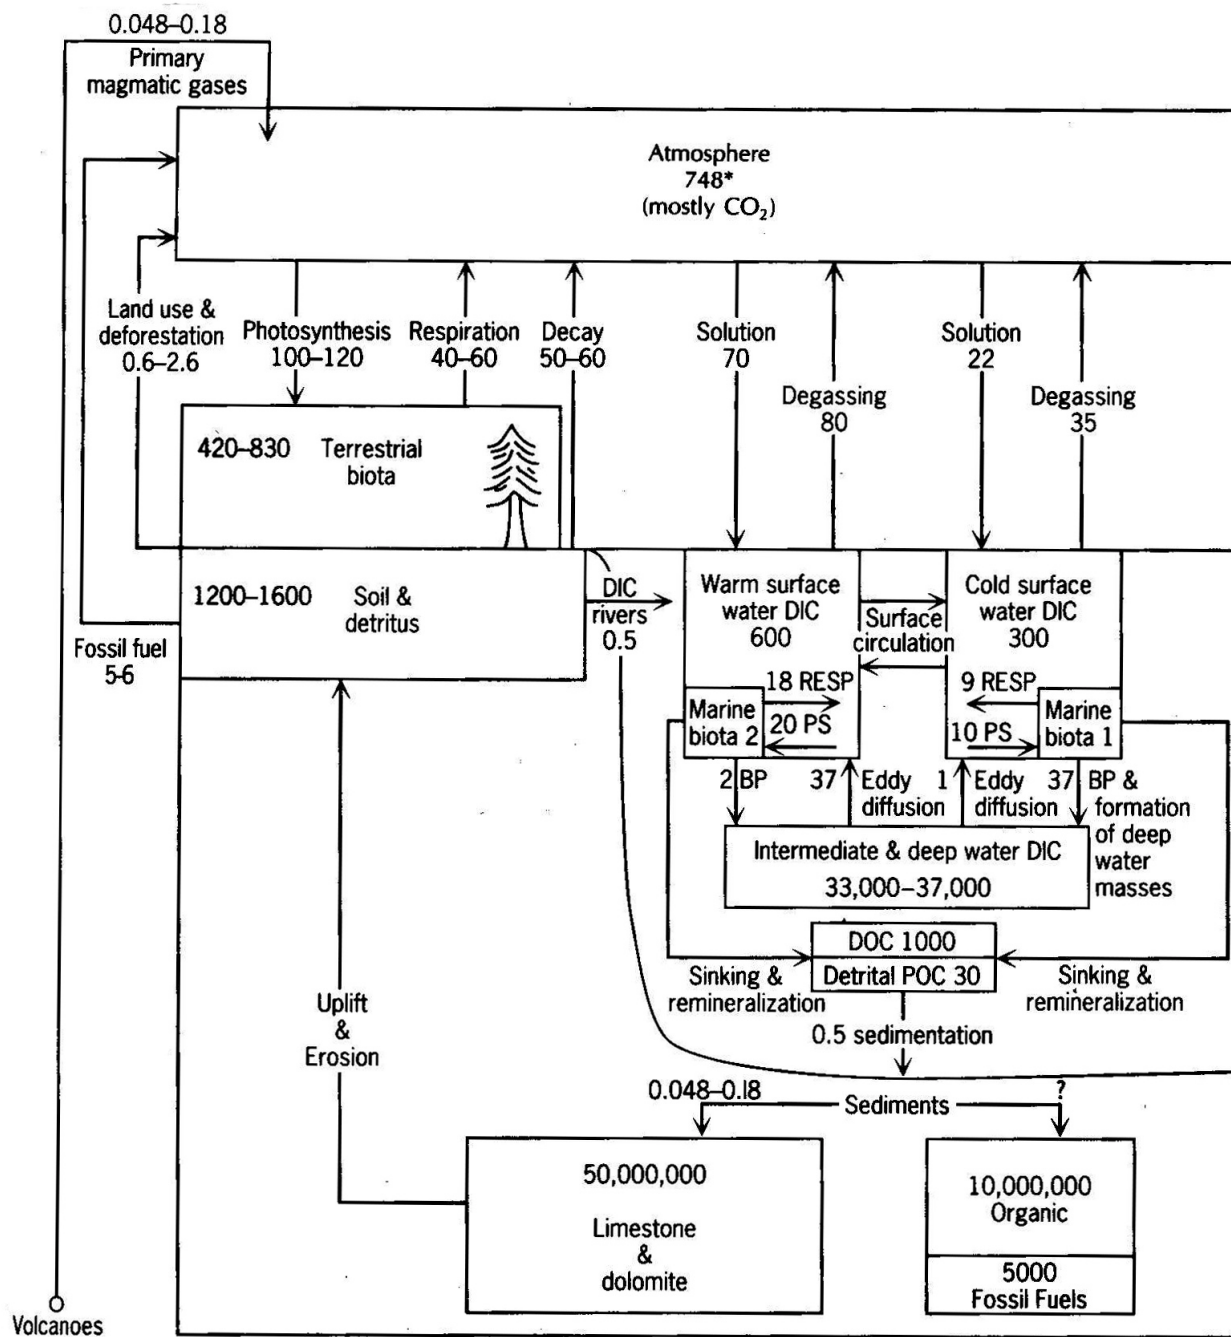 0.048–0.18
Primary
magmatic gases
Atmosphere
748*
(mostly CO₂)
Land use &
deforestation
0.6–2.6
Photosynthesis
100–120
Respiration
40–60
Decay
50–60
Solution
70
Degassing
80
Solution
22
Degassing
35
420–830 Terrestrial
biota
1200–1600 Soil &
detritus
Fossil fuel
5-6
DIC
rivers
0.5
Warm surface
water DIC
600
Surface
circulation
Cold surface
water DIC
300
18 RESP
20 PS
Marine
biota 2
9 RESP
10 PS
Marine
biota 1
2 BP
37 Eddy
diffusion
1 Eddy
diffusion
37 BP &
formation
of deep
water
masses
Intermediate & deep water DIC
33,000–37,000
DOC 1000
Detrital POC 30
Sinking &
remineralization
Sinking &
remineralization
0.5 sedimentation
Uplift
&
Erosion
0.048–0.18
Sediments
?
50,000,000
Limestone
&
dolomite
10,000,000
Organic
5000
Fossil Fuels
Volcanoes